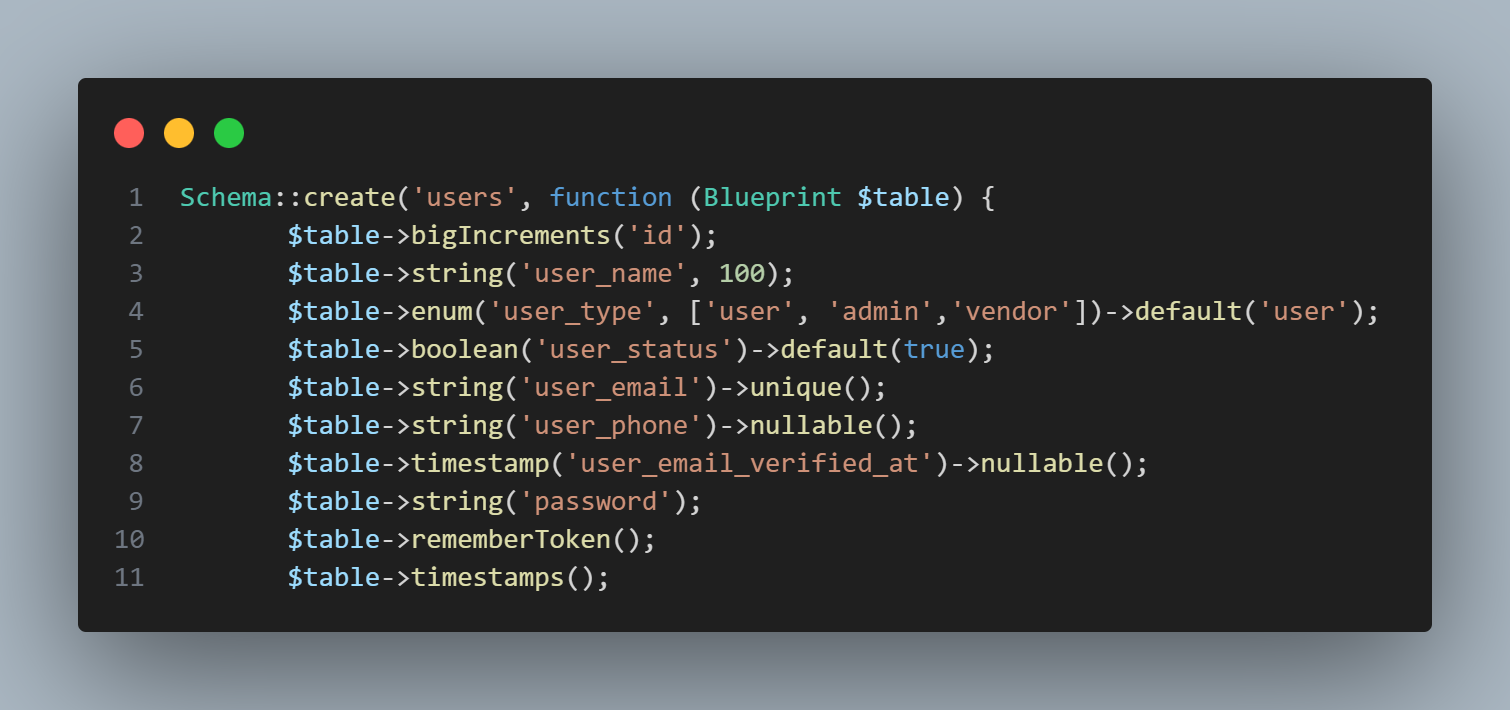 1 Schema::create('users', function (Blueprint $table) {
2 $table->bigIncrements('id');
3 $table->string('user_name', 100);
4 $table->enum('user_type', ['user', 'admin','vendor'])->default('user');
5 $table->boolean('user_status')->default(true);
6 $table->string('user_email')->unique();
7 $table->string('user_phone')->nullable();
8 $table->timestamp('user_email_verified_at')->nullable();
9 $table->string('password');
10 $table->rememberToken();
11 $table->timestamps();